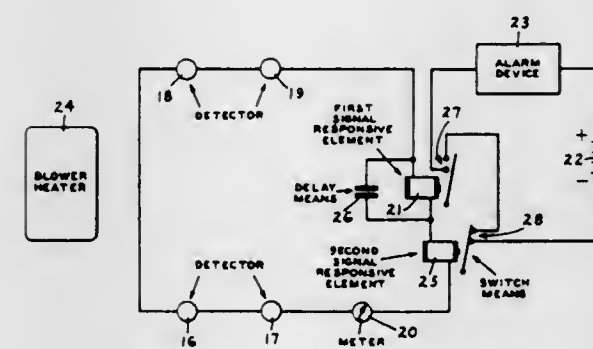 23
ALARM
DEVICE
18
19
DETECTOR
FIRST
SIGNAL
RESPONSIVE
ELEMENT
27
24
BLOWER
HEATER
+
22
−
DELAY
MEANS
26
21
28
SECOND
SIGNAL
RESPONSIVE
ELEMENT
25
SWITCH
MEANS
DETECTOR
16
17
20
METER